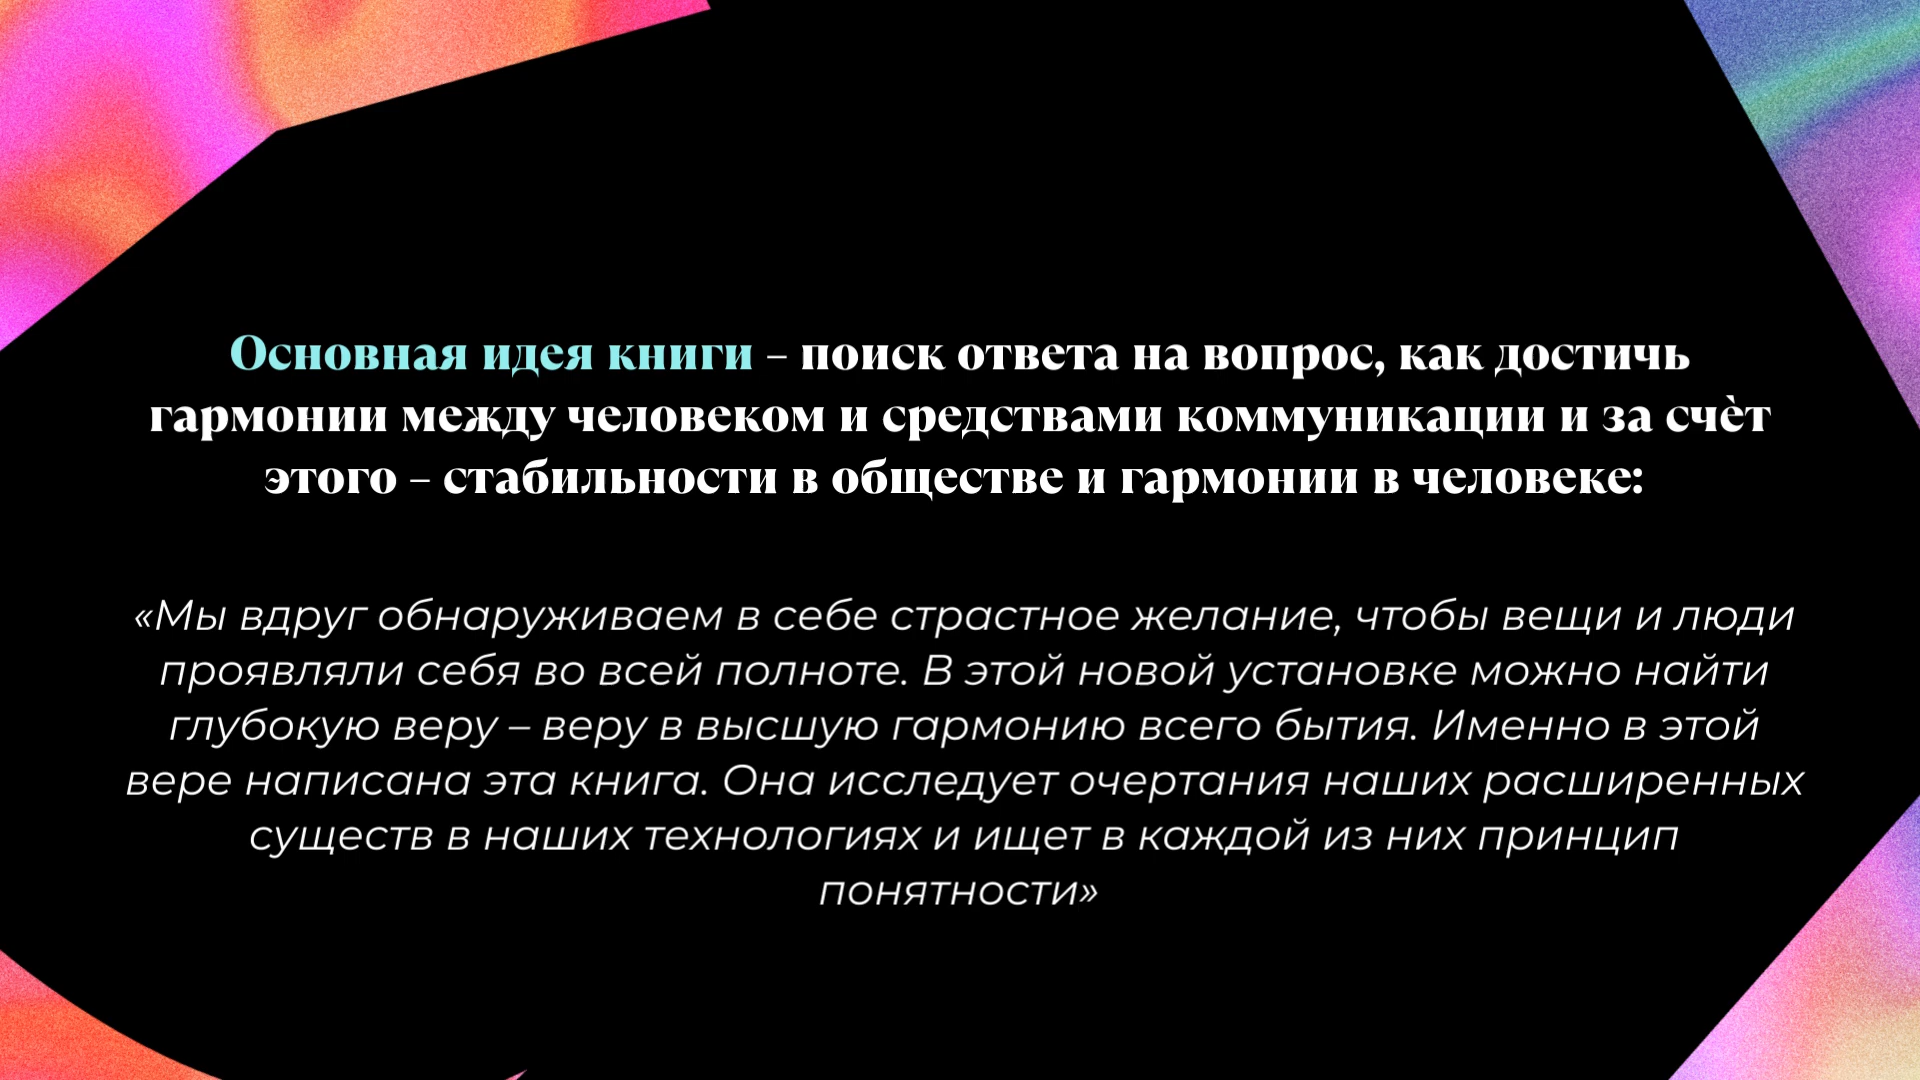 Основная идея книги – поиск ответа на вопрос, как достичь
гармонии между человеком и средствами коммуникации и за счѐт
этого – стабильности в обществе и гармонии в человеке:
«Мы вдруг обнаруживаем в себе страстное желание, чтобы вещи и люди
проявляли себя во всей полноте. В этой новой установке можно найти
глубокую веру – веру в высшую гармонию всего бытия. Именно в этой
вере написана эта книга. Она исследует очертания наших расширенных
существ в наших технологиях и ищет в каждой из них принцип
понятности»